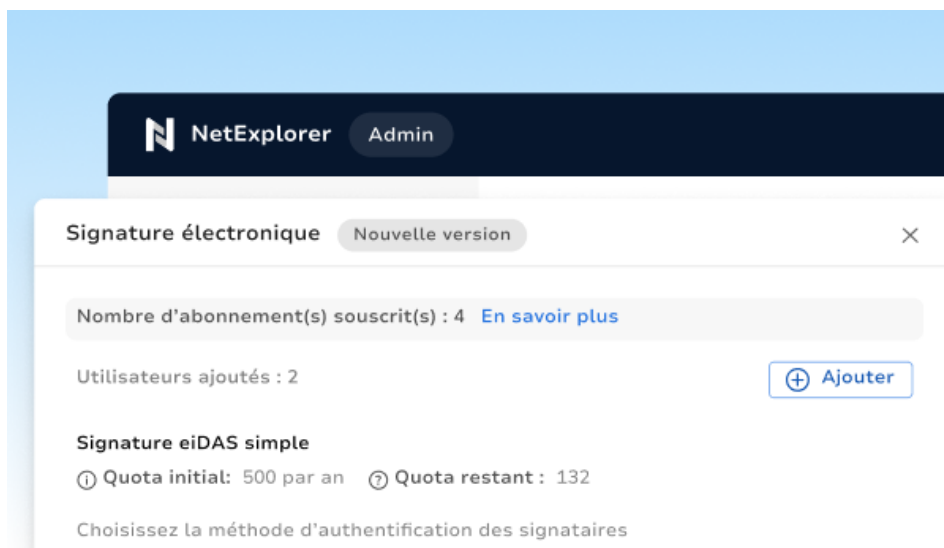 NetExplorer Admin
Signature électronique Nouvelle version
Nombre d'abonnement(s) souscrit(s) : 4 En savoir plus
Utilisateurs ajoutés : 2 Ajouter
Signature eiDAS simple
Quota initial: 500 par an Quota restant : 132
Choisissez la méthode d'authentification des signataires